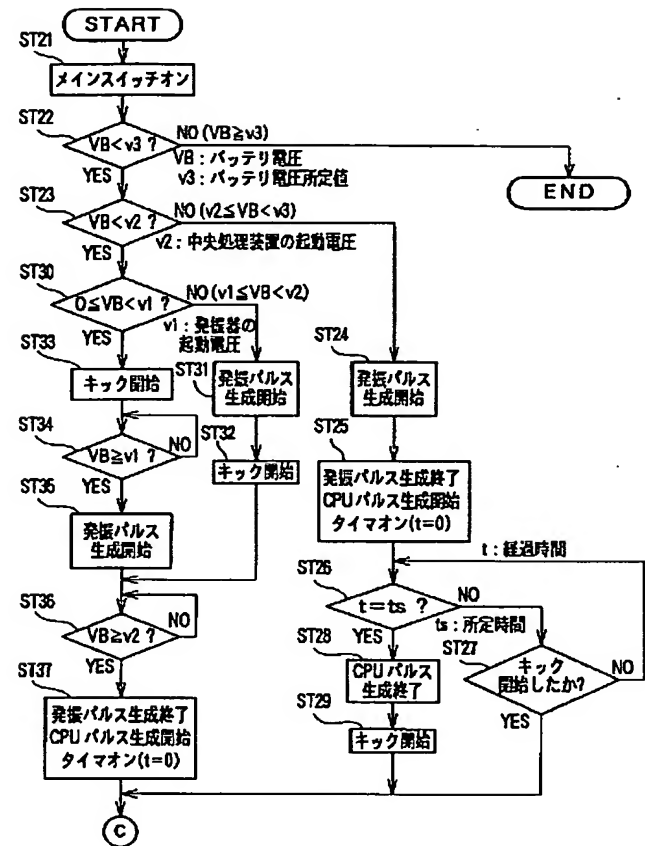 START
ST21
メインスイッチオン
ST22
VB<v3 ?
NO (VB≧v3)
VB:バッテリ電圧
v3:バッテリ電圧所定値
YES
END
ST23
VB<v2 ?
NO (v2≦VB<v3)
v2:中央処理装置の起動電圧
YES
ST30
0≦VB<v1 ?
NO (v1≦VB<v2)
v1:発振器の
起動電圧
YES
ST33
キック開始
ST31
発振パルス
生成開始
ST24
発振パルス
生成開始
ST34
VB≧v1 ?
NO
YES
ST32
キック開始
ST25
発振パルス生成終了
CPUパルス生成開始
タイマオン(t=0)
ST35
発振パルス
生成開始
t:経過時間
ST26
t=ts ?
NO
ts:所定時間
YES
ST36
VB≧v2 ?
NO
YES
ST28
CPUパルス
生成終了
ST27
キック
開始したか?
NO
YES
ST37
発振パルス生成終了
CPUパルス生成開始
タイマオン(t=0)
ST29
キック開始
C